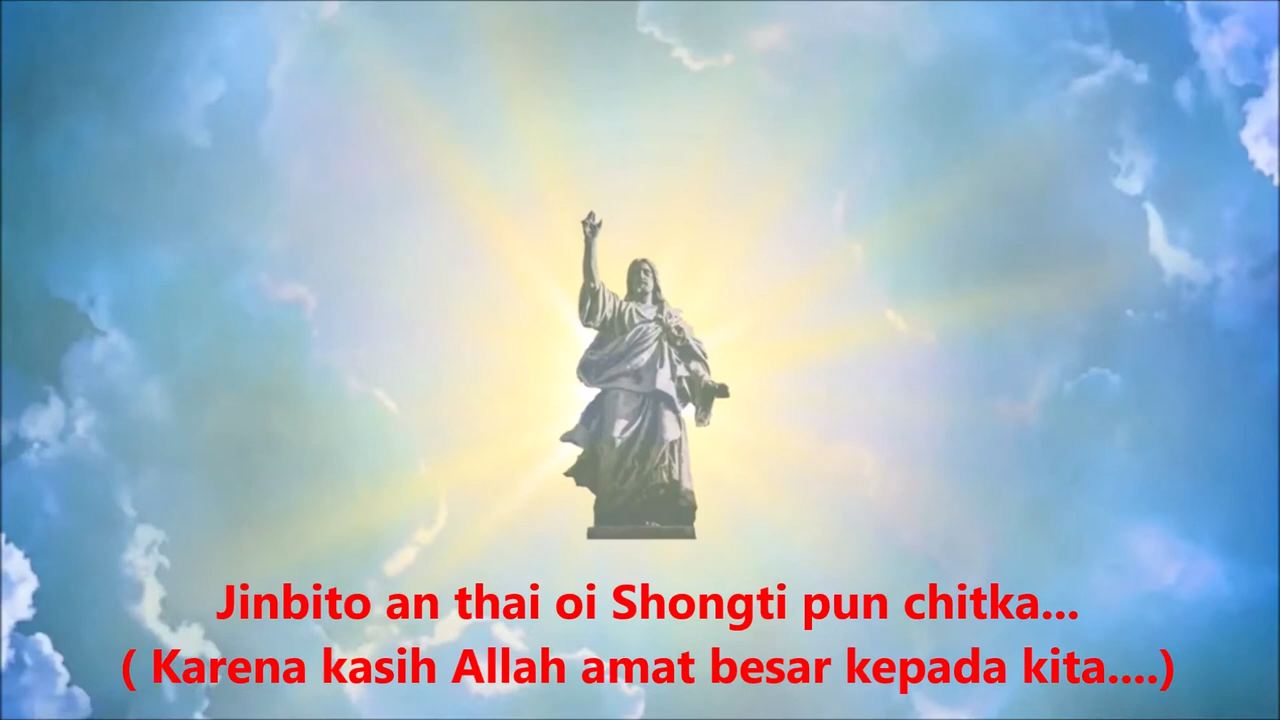 Jinbito an thai oi Shongti pun chitka...
( Karena kasih Allah amat besar kepada kita....)